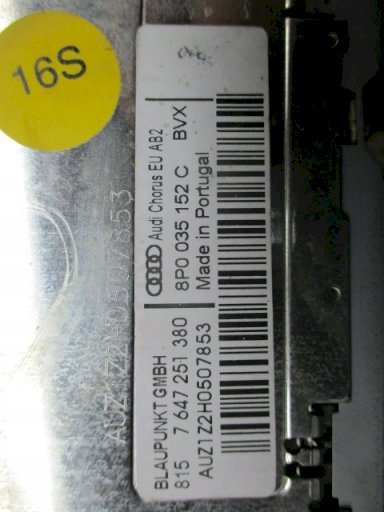 16S
Audi Chorus EU AB2
8P0 035 152 C BVX
Made in Portugal
BLAUPUNKT GMBH
815 7 647 251 380
AUZ1Z2H0507853
AUZ1Z2H0507853